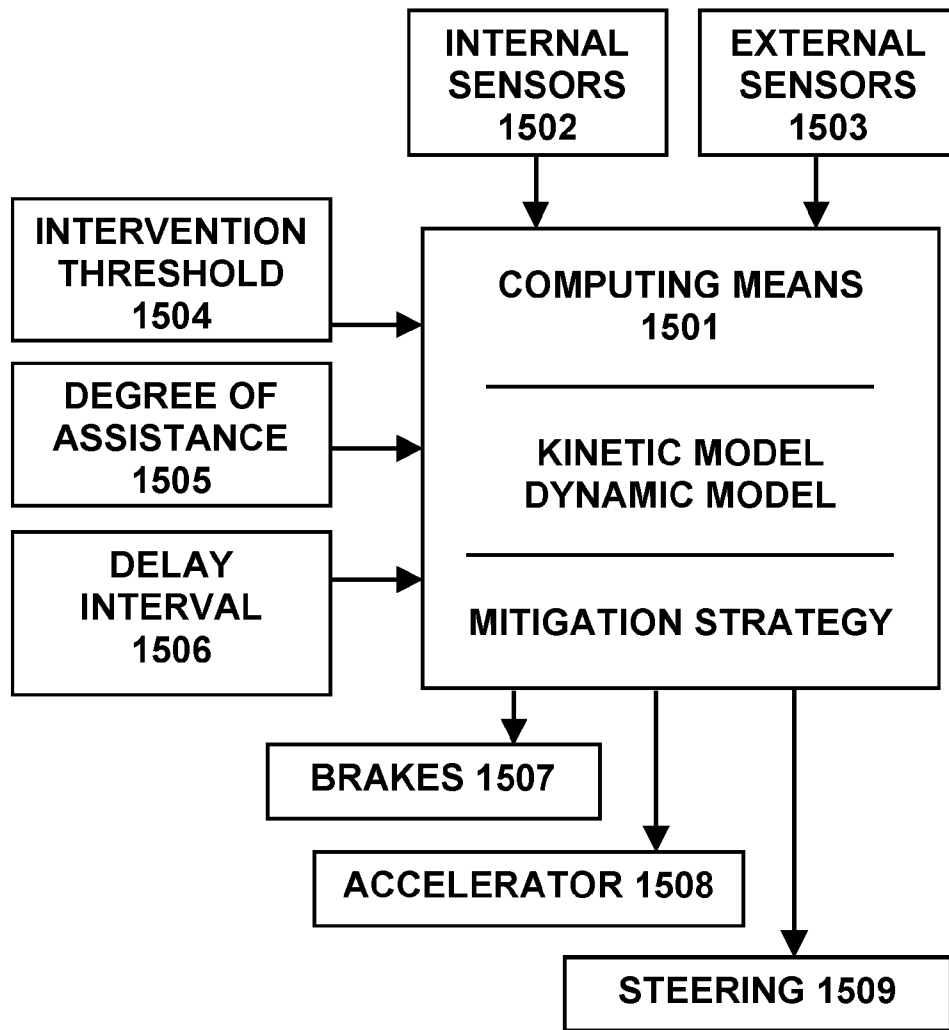 INTERNAL
SENSORS
1502
EXTERNAL
SENSORS
1503
INTERVENTION
THRESHOLD
1504
DEGREE OF
ASSISTANCE
1505
DELAY
INTERVAL
1506
COMPUTING MEANS
1501
KINETIC MODEL
DYNAMIC MODEL
MITIGATION STRATEGY
BRAKES 1507
ACCELERATOR 1508
STEERING 1509